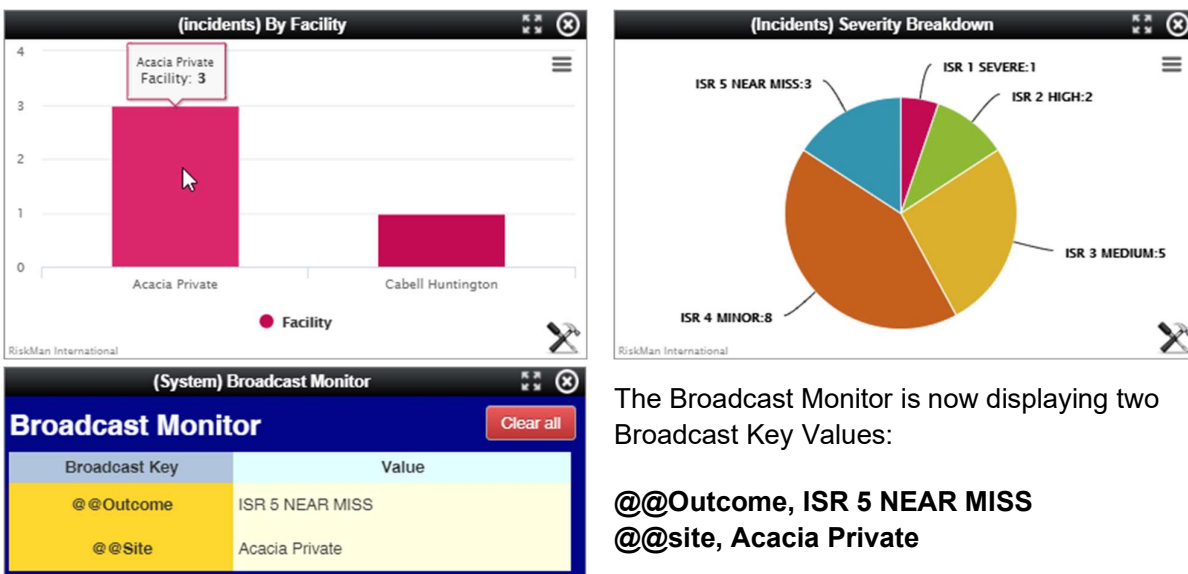 (incidents) By Facility
4
3
2
1
0
Acacia Private
Facility: 3
Acacia Private
Cabell Huntington
Facility
RiskMan International
(Incidents) Severity Breakdown
ISR 1 SEVERE:1
ISR 5 NEAR MISS:3
ISR 2 HIGH:2
ISR 3 MEDIUM:5
ISR 4 MINOR:8
RiskMan International
(System) Broadcast Monitor
Broadcast Monitor
Clear all
Broadcast Key
Value
@@Outcome
ISR 5 NEAR MISS
@@Site
Acacia Private
The Broadcast Monitor is now displaying two
Broadcast Key Values:
@@Outcome, ISR 5 NEAR MISS
@@site, Acacia Private